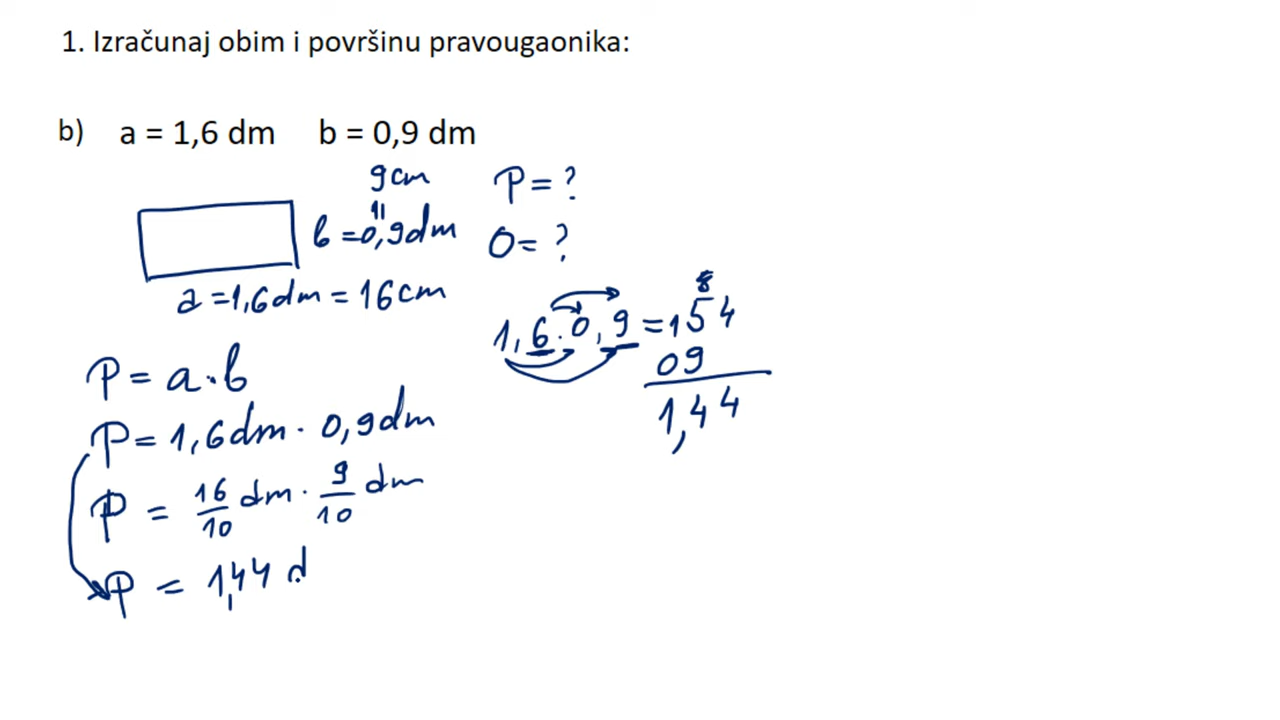 1. Izračunaj obim i površinu pravougaonika:
b) a = 1,6 dm b = 0,9 dm
9cm P = ?
b = 0,9dm O = ?
a = 1,6dm = 16cm
1,6 · 0,9 = 154
09
1,44
P = a · b
P = 1,6dm · 0,9dm
P = 16/10 dm · 9/10 dm
P = 1,44 d